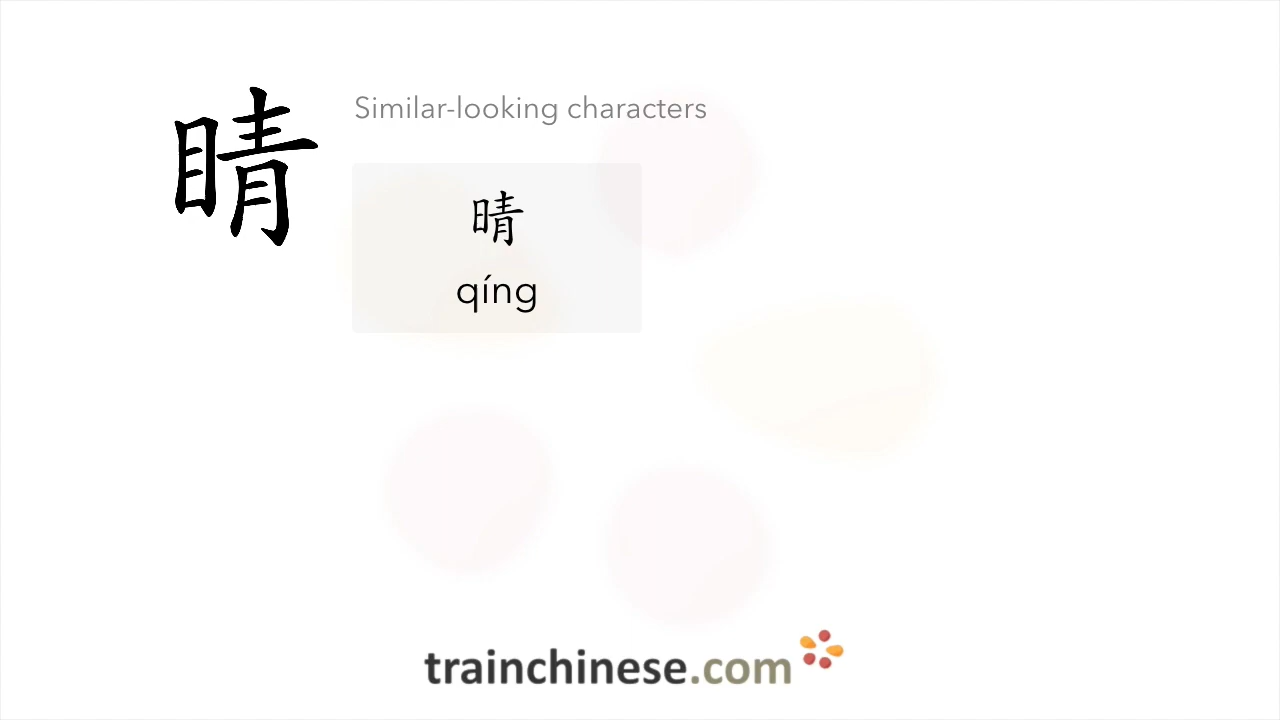 睛
Similar-looking characters
晴
qíng
trainchinese.com